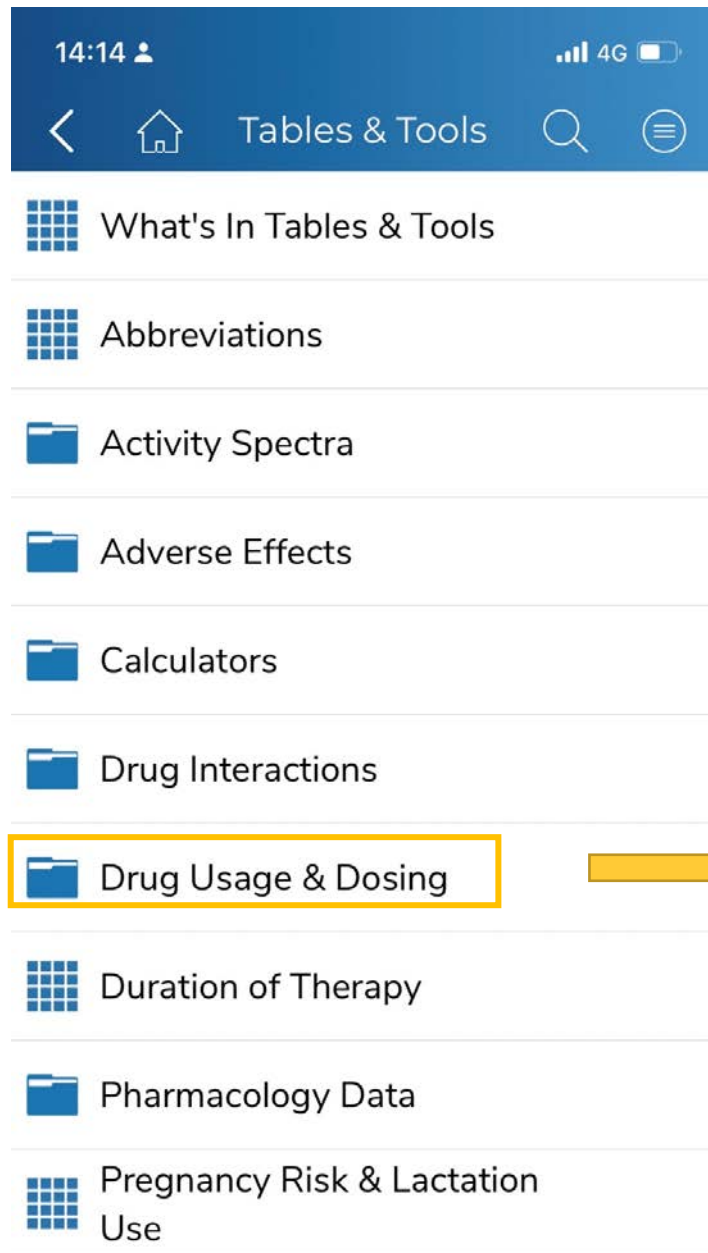 14:14
4G
Tables & Tools
What's In Tables & Tools
Abbreviations
Activity Spectra
Adverse Effects
Calculators
Drug Interactions
Drug Usage & Dosing
Duration of Therapy
Pharmacology Data
Pregnancy Risk & Lactation
Use